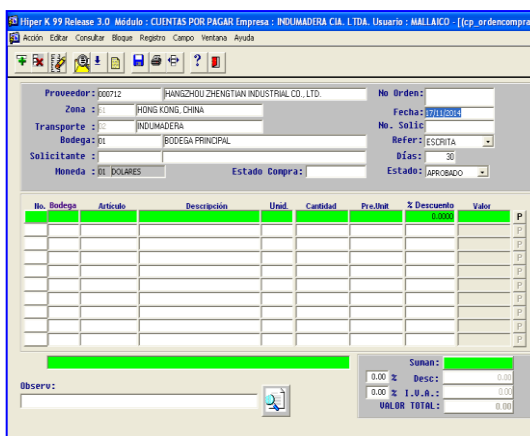 Hiper K 99 Release 3.0 Módulo : CUENTAS POR PAGAR Empresa : INDUMADERA CIA. LTDA. Usuario : MALLAICO - [(cp_ordencompra
Acción Editar Consultar Bloque Registro Campo Ventana Ayuda
Proveedor: 000712 HANGZHOU ZHENGTIAN INDUSTRIAL CO., LTD. No Orden:
Zona : 61 HONG KONG, CHINA Fecha: 17/11/2014
Transporte : 02 INDUMADERA No. Solic
Bodega: 01 BODEGA PRINCIPAL Refer: ESCRITA
Solicitante : Días: 30
Moneda : 01 DOLARES Estado Compra: Estado: APROBADO
No. Bodega Artículo Descripción Unid. Cantidad Pre.Unit % Descuento Valor
0.0000 P
P
P
P
P
P
P
P
P
P
Suman:
0.00 % Desc: 0.00
Observ: 0.00 % I.V.A.: 0.00
VALOR TOTAL: 0.00